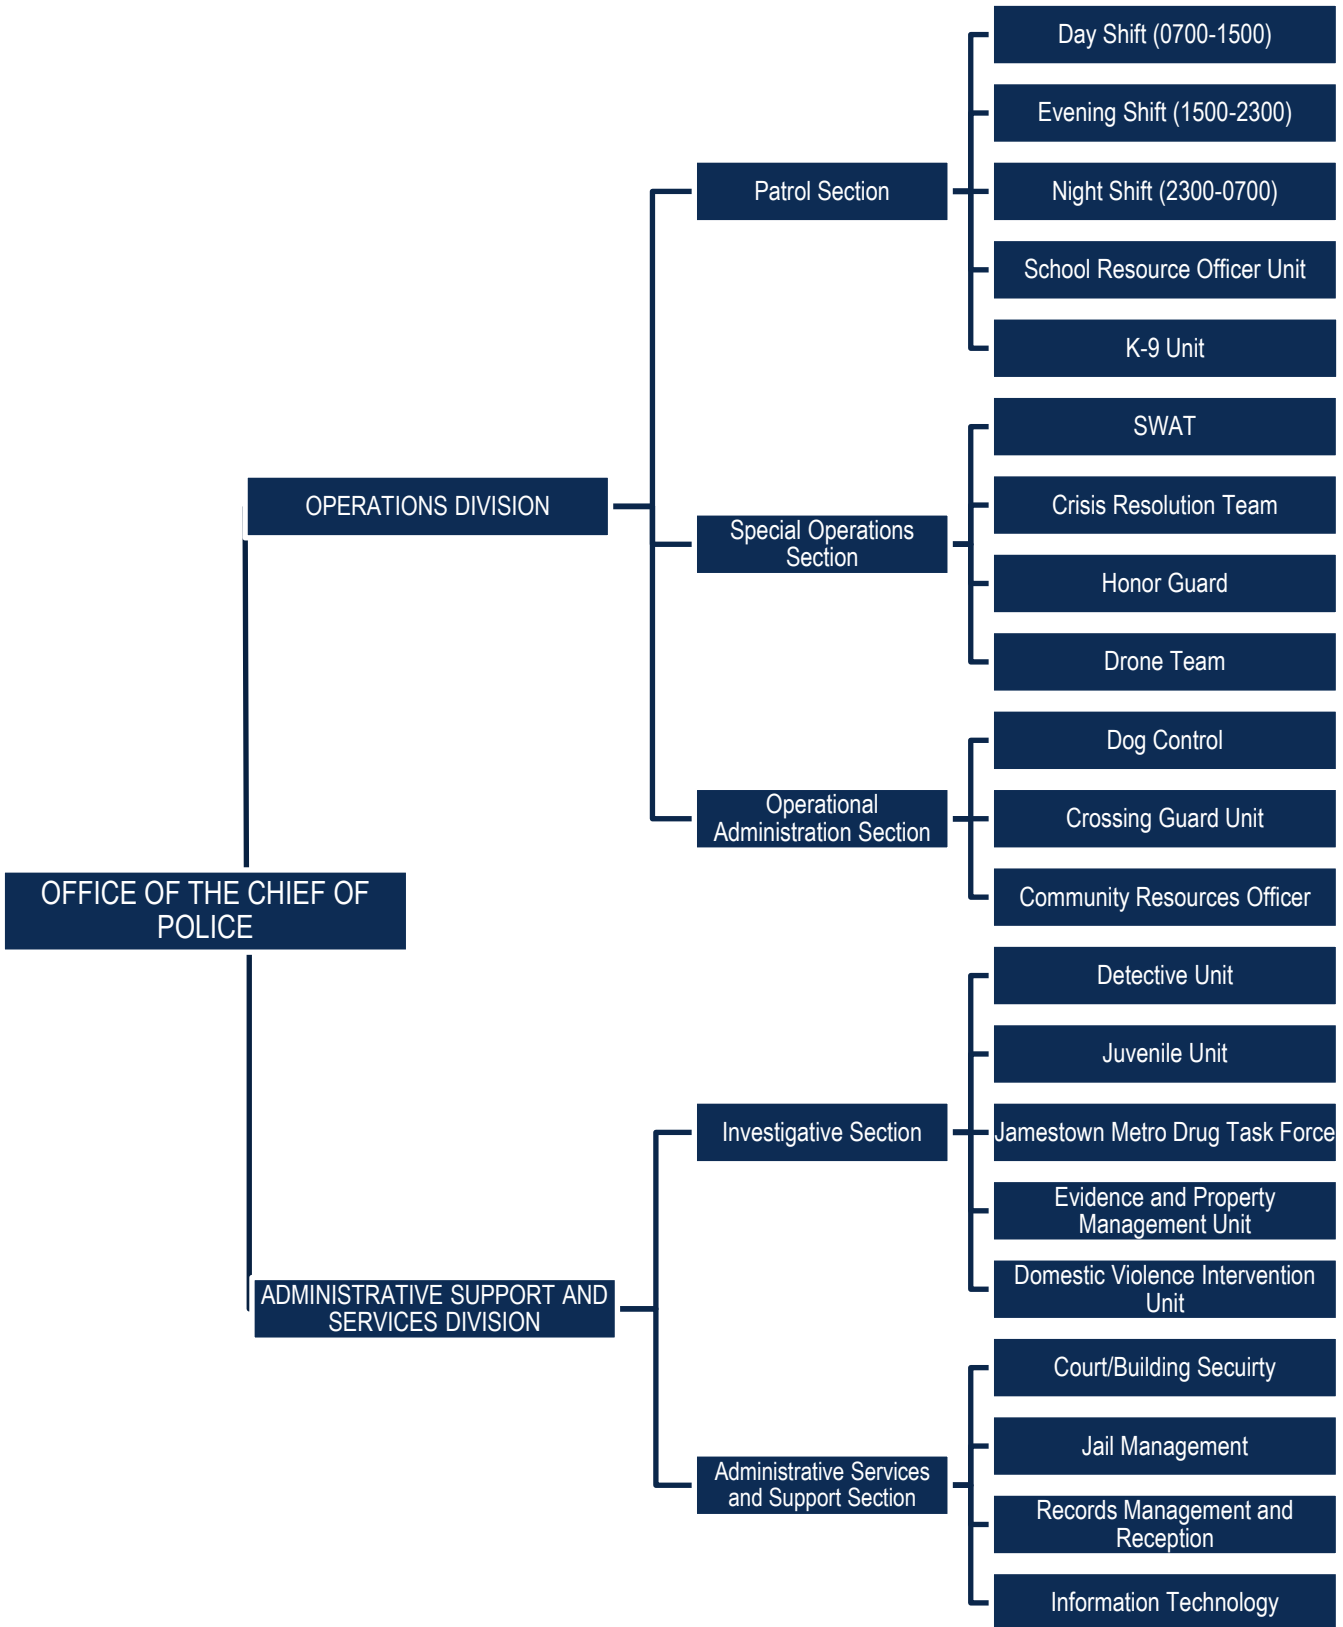 OFFICE OF THE CHIEF OF
POLICE
OPERATIONS DIVISION
Patrol Section
Day Shift (0700-1500)
Evening Shift (1500-2300)
Night Shift (2300-0700)
School Resource Officer Unit
K-9 Unit
Special Operations
Section
SWAT
Crisis Resolution Team
Honor Guard
Drone Team
Operational
Administration Section
Dog Control
Crossing Guard Unit
Community Resources Officer
ADMINISTRATIVE SUPPORT AND
SERVICES DIVISION
Investigative Section
Detective Unit
Juvenile Unit
Jamestown Metro Drug Task Force
Evidence and Property
Management Unit
Domestic Violence Intervention
Unit
Administrative Services
and Support Section
Court/Building Secuirty
Jail Management
Records Management and
Reception
Information Technology